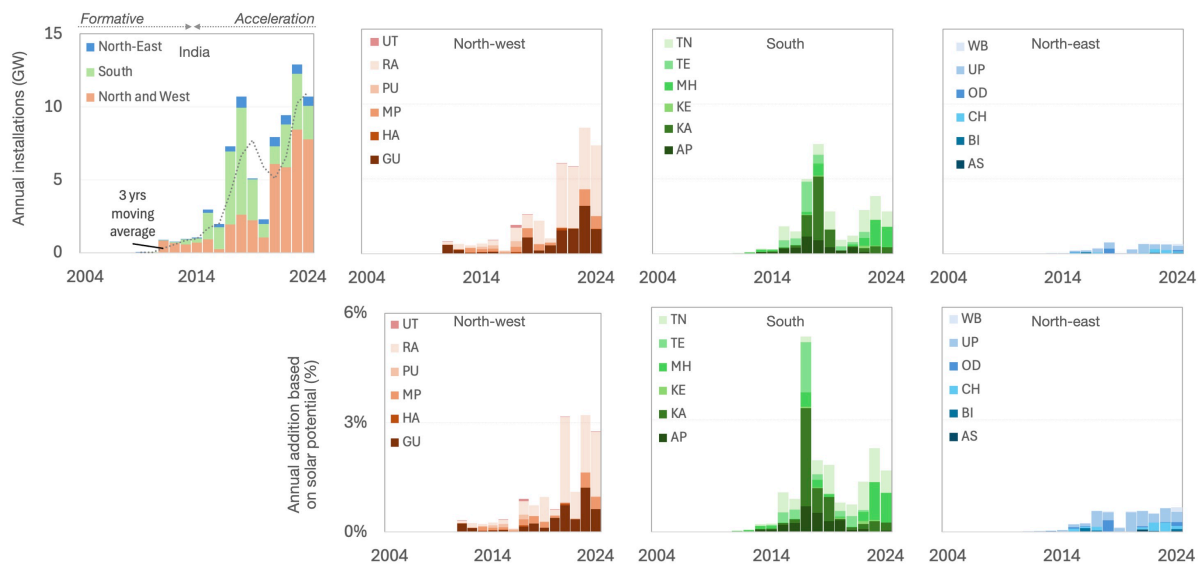 Formative
Acceleration
Annual installations (GW)
15
10
5
0
India
North-East
South
North and West
3 yrs
moving
average
2004
2014
2024
North-west
UT
RA
PU
MP
HA
GU
2004
2014
2024
South
TN
TE
MH
KE
KA
AP
2004
2014
2024
North-east
WB
UP
OD
CH
BI
AS
2004
2014
2024
Annual addition based
on solar potential (%)
6%
3%
0%
North-west
UT
RA
PU
MP
HA
GU
2004
2014
2024
South
TN
TE
MH
KE
KA
AP
2004
2014
2024
North-east
WB
UP
OD
CH
BI
AS
2004
2014
2024